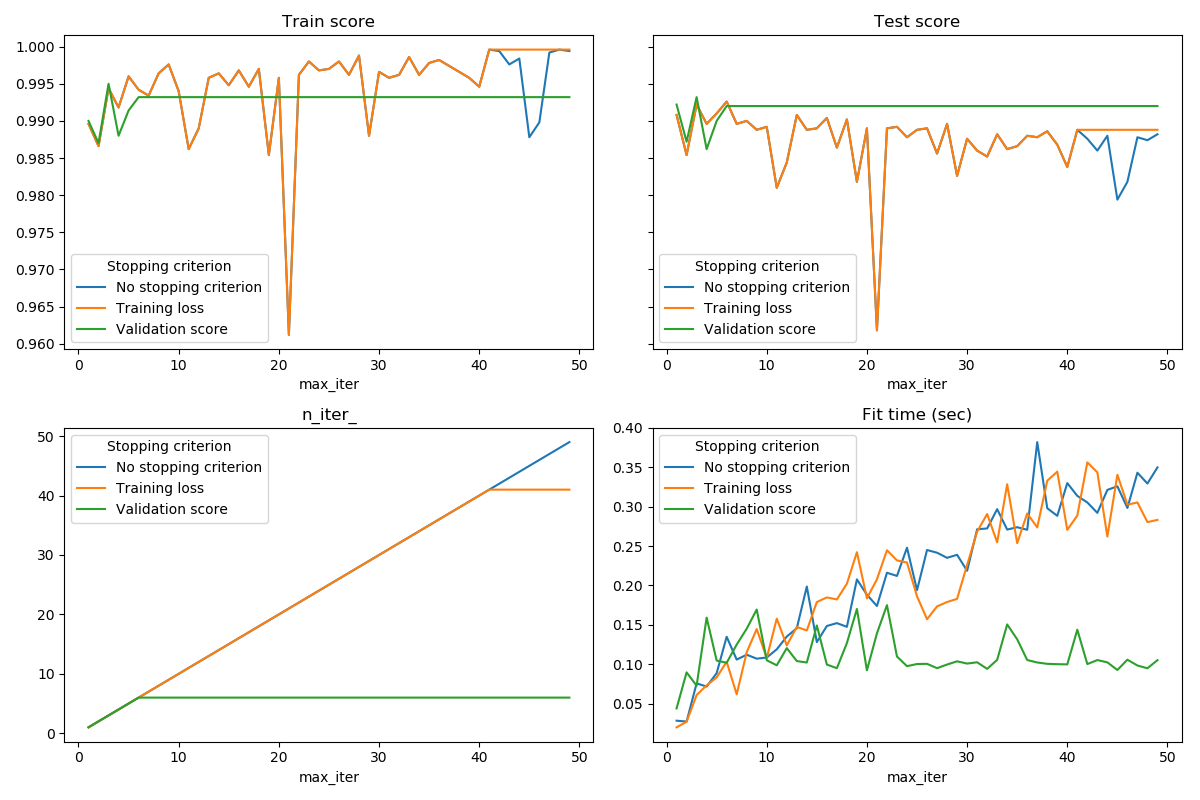 Train score
1.000
0.995
0.990
0.985
0.980
0.975
0.970
0.965
0.960
Stopping criterion
No stopping criterion
Training loss
Validation score
0 10 20 30 40 50
max_iter
Test score
Stopping criterion
No stopping criterion
Training loss
Validation score
0 10 20 30 40 50
max_iter
n_iter_
50
40
30
20
10
0
Stopping criterion
No stopping criterion
Training loss
Validation score
0 10 20 30 40 50
max_iter
Fit time (sec)
0.40
0.35
0.30
0.25
0.20
0.15
0.10
0.05
Stopping criterion
No stopping criterion
Training loss
Validation score
0 10 20 30 40 50
max_iter